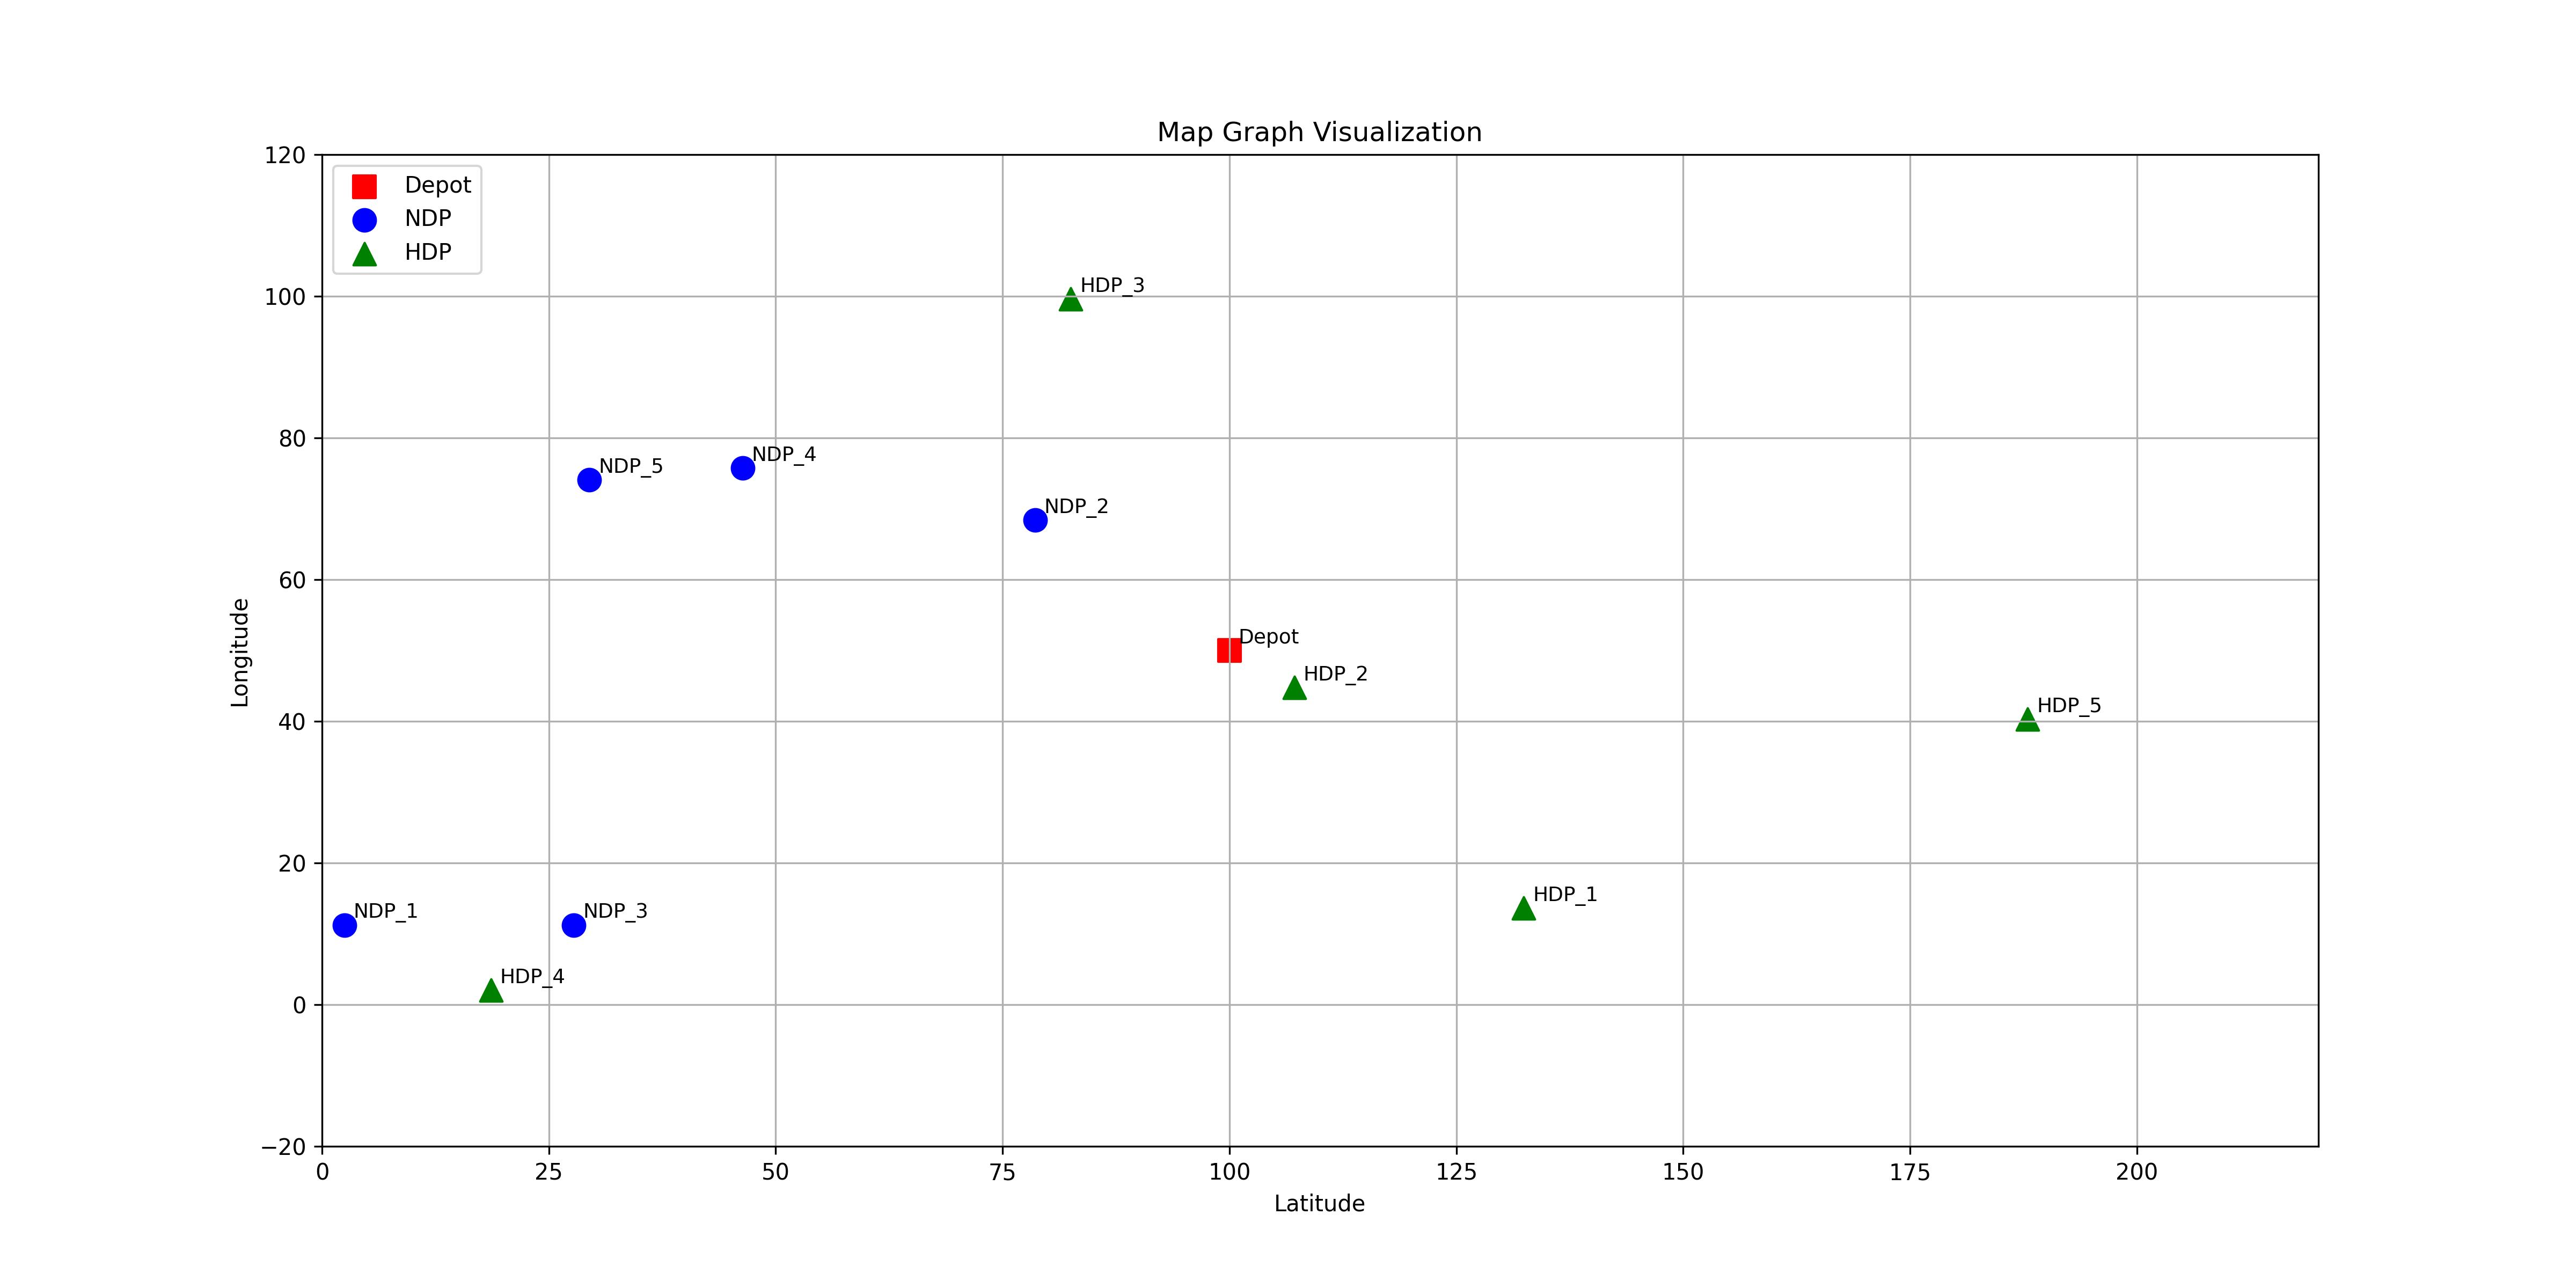 Map Graph Visualization
120
100
80
60
40
20
0
−20
Longitude
Depot
NDP
HDP
HDP_3
NDP_5
NDP_4
NDP_2
Depot
HDP_2
HDP_5
HDP_1
NDP_1
NDP_3
HDP_4
0 25 50 75 100 125 150 175 200
Latitude